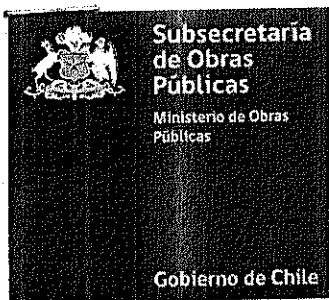 Subsecretaría
de Obras
Públicas
Ministerio de Obras
Públicas
Gobierno de Chile